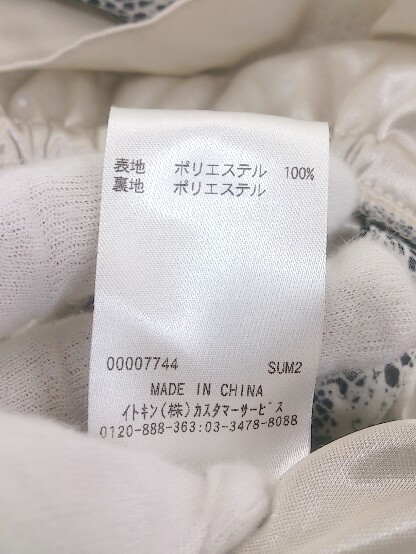 表地 ポリエステル 100%
裏地 ポリエステル
00007744 SUM2
MADE IN CHINA
イトキン(株)カスタマーサービス
0120-888-363:03-3478-8088